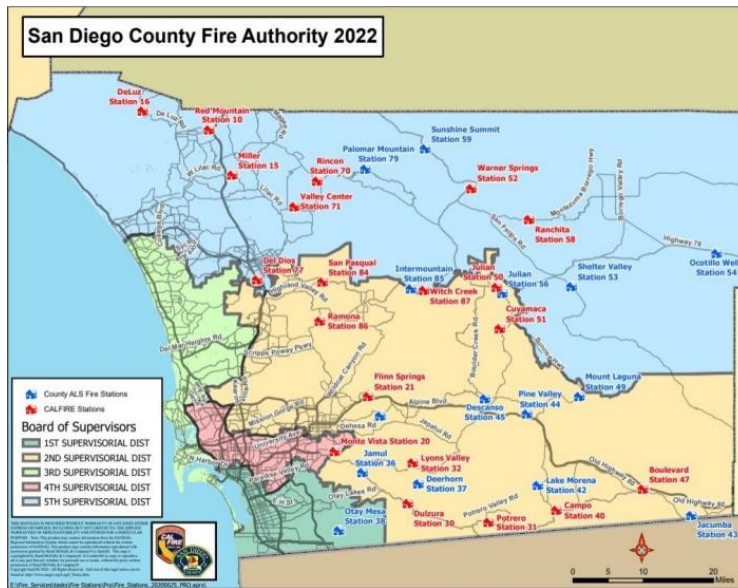 San Diego County Fire Authority 2022
DeLuz
Station 16
De Luz Rd
Red Mountain
Station 10
Sunshine Summit
Station 59
Palomar Mountain
Station 79
Miller
Station 15
W Lilac Rd
Rincon
Station 70
Warner Springs
Station 52
Lilac Rd
Valley Center
Station 71
Montezuma Borrego Hwy
Borrego Valley Rd
San Felipe Rd
Ranchita
Station 58
Highway 78
Ocotillo Well
Station 54
Del Dios
Station 77
San Pasqual
Station 84
Highland Valley Rd
Intermountain
Station 85
Witch Creek
Station 87
Julian
Station 50
Julian
Station 56
Shelter Valley
Station 53
Cuyamaca
Station 51
Ramona
Station 86
Del Mar Heights Rd
Scripps Poway Pkwy
Wildcat Canyon Rd
Boulder Creek Rd
Flinn Springs
Station 21
Mount Laguna
Station 49
Alpine Blvd
Descanso
Station 45
Pine Valley
Station 44
Mission Gorge Rd
Dehesa Rd
Japatul Rd
University Ave
Monte Vista Station 20
Paradise Valley
Jamul
Station 36
Lyons Valley
Station 32
Deerhorn
Station 37
Lake Morena
Station 42
Old Highway 80
Boulevard
Station 47
Old Highway 80
Jacumba
Station 43
E H St
Otay Lakes Rd
Otay Mesa
Station 38
Dulzura
Station 30
Potrero Valley Rd
Potrero
Station 31
Campo
Station 40
County ALS Fire Stations
CALFIRE Stations
Board of Supervisors
1ST SUPERVISORIAL DIST
2ND SUPERVISORIAL DIST
3RD SUPERVISORIAL DIST
4TH SUPERVISORIAL DIST
5TH SUPERVISORIAL DIST
CAL
FIRE
0
10
20
Miles